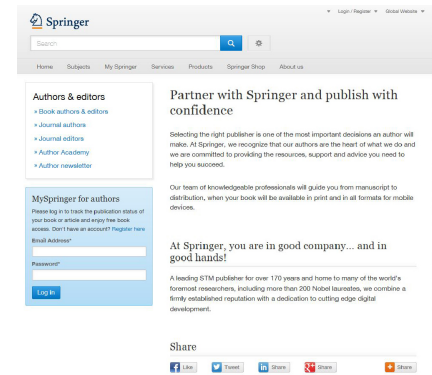 Login / Register
Global Website
Springer
Search
Home Subjects My Springer Services Products Springer Shop About us
Authors & editors
» Book authors & editors
» Journal authors
» Journal editors
» Author Academy
» Author newsletter
MySpringer for authors
Please log in to track the publication status of
your book or article and enjoy free book
access. Don't have an account? Register here
Email Address*
Password*
Log In
Partner with Springer and publish with
confidence
Selecting the right publisher is one of the most important decisions an author will
make. At Springer, we recognize that our authors are the heart of what we do and
we are committed to providing the resources, support and advice you need to
help you succeed.
Our team of knowledgeable professionals will guide you from manuscript to
distribution, when your book will be available in print and in all formats for mobile
devices.
At Springer, you are in good company... and in
good hands!
A leading STM publisher for over 170 years and home to many of the world's
foremost researchers, including more than 200 Nobel laureates, we combine a
firmly established reputation with a dedication to cutting edge digital
development.
Share
Like Tweet Share Share Share